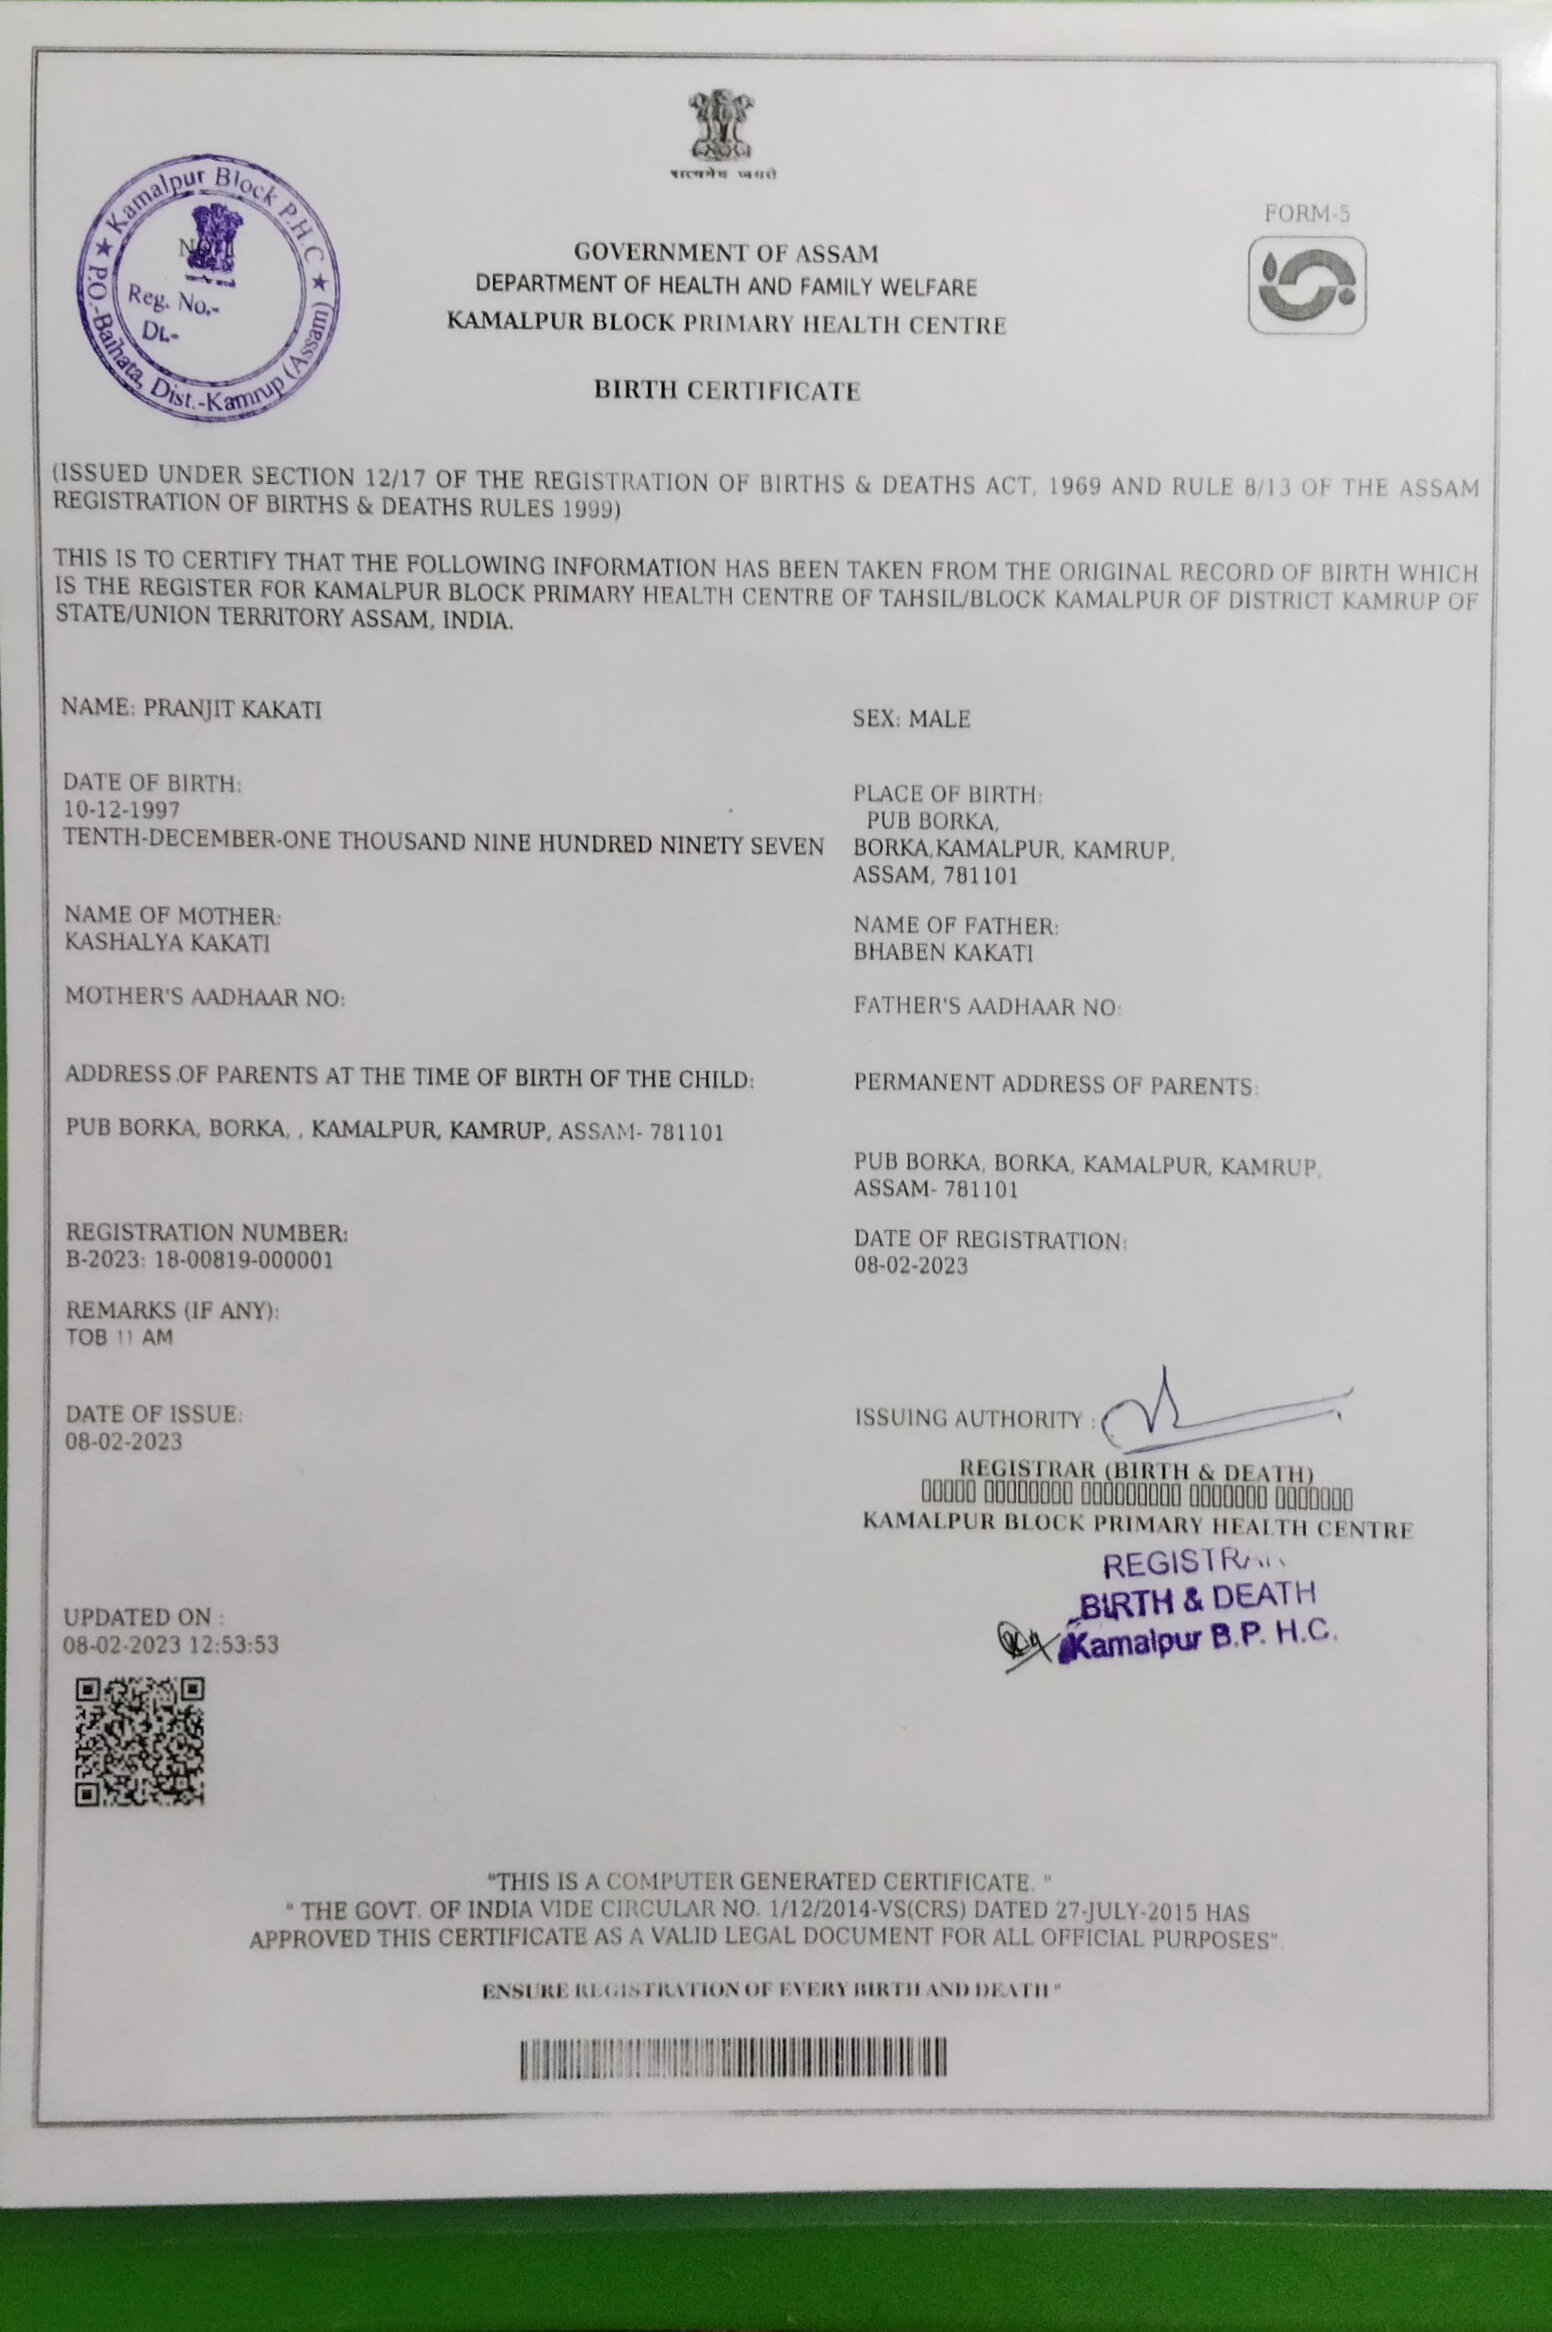 सत्यमेव जयते
Kamalpur Block P.H.C
P.O.-Baihata, Dist.-Kamrup (Assam)
Reg. No.-
Dt.-
FORM-5
GOVERNMENT OF ASSAM
DEPARTMENT OF HEALTH AND FAMILY WELFARE
KAMALPUR BLOCK PRIMARY HEALTH CENTRE
BIRTH CERTIFICATE
(ISSUED UNDER SECTION 12/17 OF THE REGISTRATION OF BIRTHS & DEATHS ACT, 1969 AND RULE 8/13 OF THE ASSAM
REGISTRATION OF BIRTHS & DEATHS RULES 1999)
THIS IS TO CERTIFY THAT THE FOLLOWING INFORMATION HAS BEEN TAKEN FROM THE ORIGINAL RECORD OF BIRTH WHICH
IS THE REGISTER FOR KAMALPUR BLOCK PRIMARY HEALTH CENTRE OF TAHSIL/BLOCK KAMALPUR OF DISTRICT KAMRUP OF
STATE/UNION TERRITORY ASSAM, INDIA.
NAME: PRANJIT KAKATI
SEX: MALE
DATE OF BIRTH:
10-12-1997
TENTH-DECEMBER-ONE THOUSAND NINE HUNDRED NINETY SEVEN
PLACE OF BIRTH:
PUB BORKA,
BORKA,KAMALPUR, KAMRUP,
ASSAM, 781101
NAME OF MOTHER:
KASHALYA KAKATI
NAME OF FATHER:
BHABEN KAKATI
MOTHER'S AADHAAR NO:
FATHER'S AADHAAR NO:
ADDRESS OF PARENTS AT THE TIME OF BIRTH OF THE CHILD:
PUB BORKA, BORKA, , KAMALPUR, KAMRUP, ASSAM- 781101
PERMANENT ADDRESS OF PARENTS:
PUB BORKA, BORKA, KAMALPUR, KAMRUP,
ASSAM- 781101
REGISTRATION NUMBER:
B-2023: 18-00819-000001
DATE OF REGISTRATION:
08-02-2023
REMARKS (IF ANY):
TOB 11 AM
DATE OF ISSUE:
08-02-2023
ISSUING AUTHORITY :
REGISTRAR (BIRTH & DEATH)
KAMALPUR BLOCK PRIMARY HEALTH CENTRE
REGISTRAR
BIRTH & DEATH
Kamalpur B.P. H.C.
UPDATED ON :
08-02-2023 12:53:53
"THIS IS A COMPUTER GENERATED CERTIFICATE. "
" THE GOVT. OF INDIA VIDE CIRCULAR NO. 1/12/2014-VS(CRS) DATED 27-JULY-2015 HAS
APPROVED THIS CERTIFICATE AS A VALID LEGAL DOCUMENT FOR ALL OFFICIAL PURPOSES".
ENSURE REGISTRATION OF EVERY BIRTH AND DEATH "